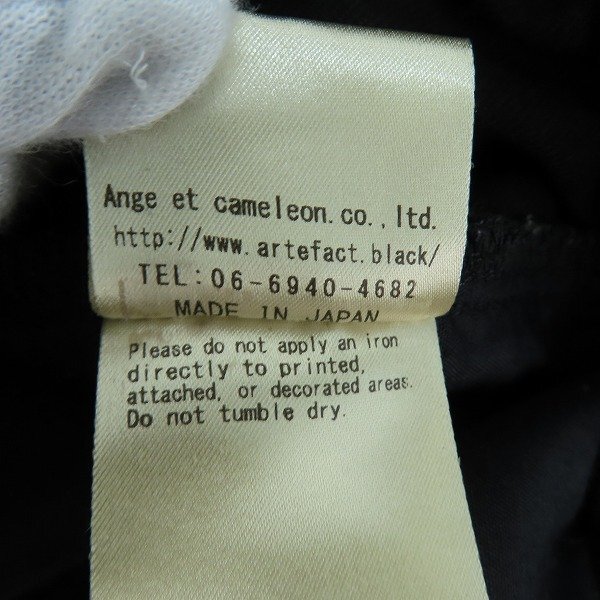 Ange et cameleon.co.,ltd.
http://www.artefact.black/
TEL:06-6940-4682
MADE IN JAPAN
Please do not apply an iron
directly to printed,
attached, or decorated areas.
Do not tumble dry.